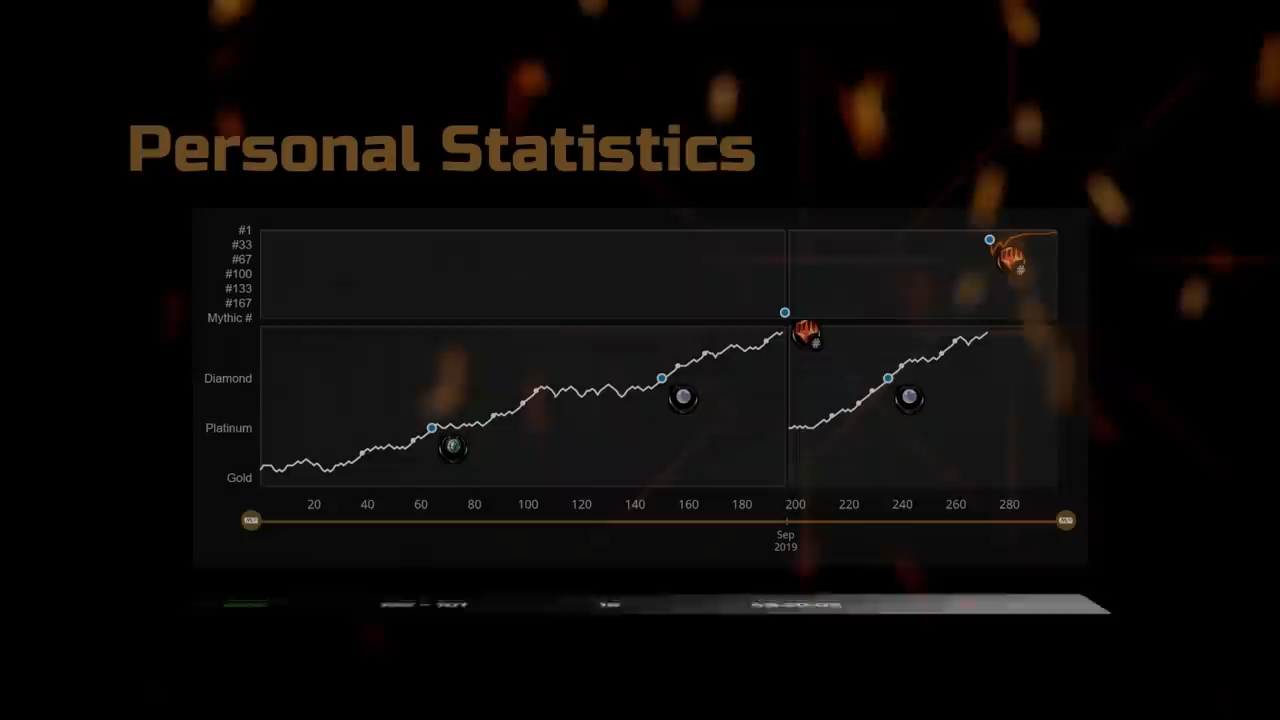 Personal Statistics
#1
#33
#67
#100
#133
#167
Mythic #
#
#
Diamond
Platinum
Gold
20 40 60 80 100 120 140 160 180 200 220 240 260 280
Sep
2019